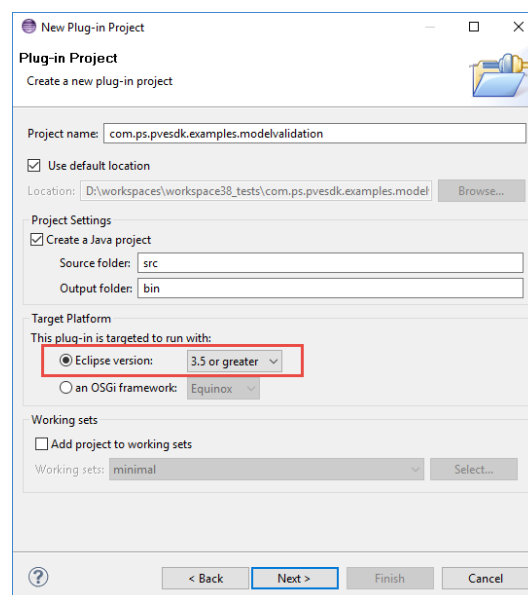 New Plug-in Project
Plug-in Project
Create a new plug-in project
Project name: com.ps.pvesdk.examples.modelvalidation
Use default location
Location: D:\workspaces\workspace38_tests\com.ps.pvesdk.examples.model Browse...
Project Settings
Create a Java project
Source folder: src
Output folder: bin
Target Platform
This plug-in is targeted to run with:
Eclipse version: 3.5 or greater
an OSGi framework: Equinox
Working sets
Add project to working sets
Working sets: minimal Select...
? < Back Next > Finish Cancel